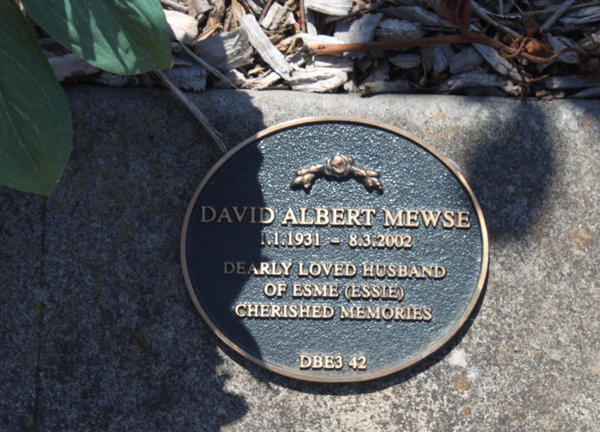 DAVID ALBERT MEWSE
1.1.1931 – 8.3.2002
DEARLY LOVED HUSBAND
OF ESME (ESSIE)
CHERISHED MEMORIES
DBE3 42